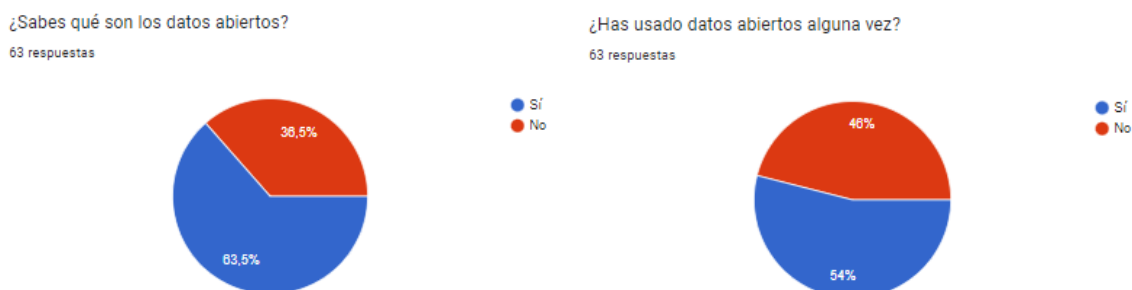 ¿Sabes qué son los datos abiertos?
63 respuestas
Sí
No
36,5%
63,5%
¿Has usado datos abiertos alguna vez?
63 respuestas
Sí
No
46%
54%